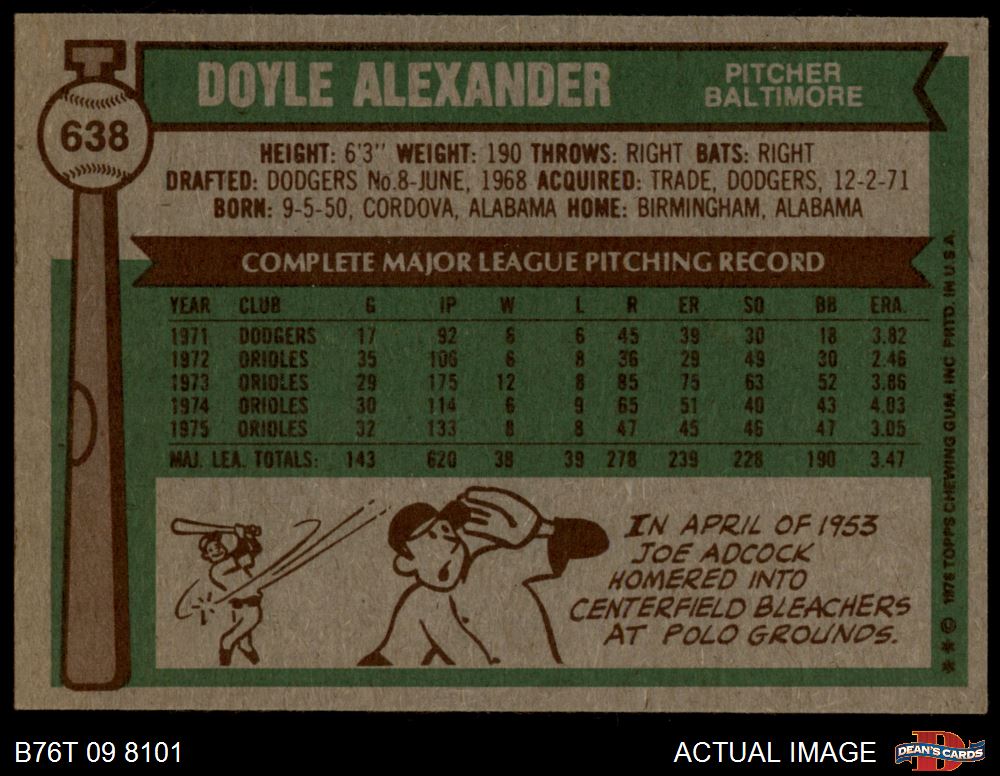 638
DOYLE ALEXANDER
PITCHER
BALTIMORE
HEIGHT: 6'3" WEIGHT: 190 THROWS: RIGHT BATS: RIGHT
DRAFTED: DODGERS No.8-JUNE, 1968 ACQUIRED: TRADE, DODGERS, 12-2-71
BORN: 9-5-50, CORDOVA, ALABAMA HOME: BIRMINGHAM, ALABAMA
COMPLETE MAJOR LEAGUE PITCHING RECORD
YEAR CLUB G IP W L R ER SO BB ERA.
1971 DODGERS 17 92 6 6 45 39 30 18 3.82
1972 ORIOLES 35 106 6 8 36 29 49 30 2.46
1973 ORIOLES 29 175 12 8 85 75 63 52 3.86
1974 ORIOLES 30 114 6 9 65 51 40 43 4.03
1975 ORIOLES 32 133 8 8 47 45 46 47 3.05
MAJ. LEA. TOTALS: 143 620 38 39 278 239 228 190 3.47
IN APRIL OF 1953
JOE ADCOCK
HOMERED INTO
CENTERFIELD BLEACHERS
AT POLO GROUNDS.
** © 1976 TOPPS CHEWING GUM, INC PRTD. IN U.S.A.
B76T 09 8101
ACTUAL IMAGE
DEAN'S CARDS